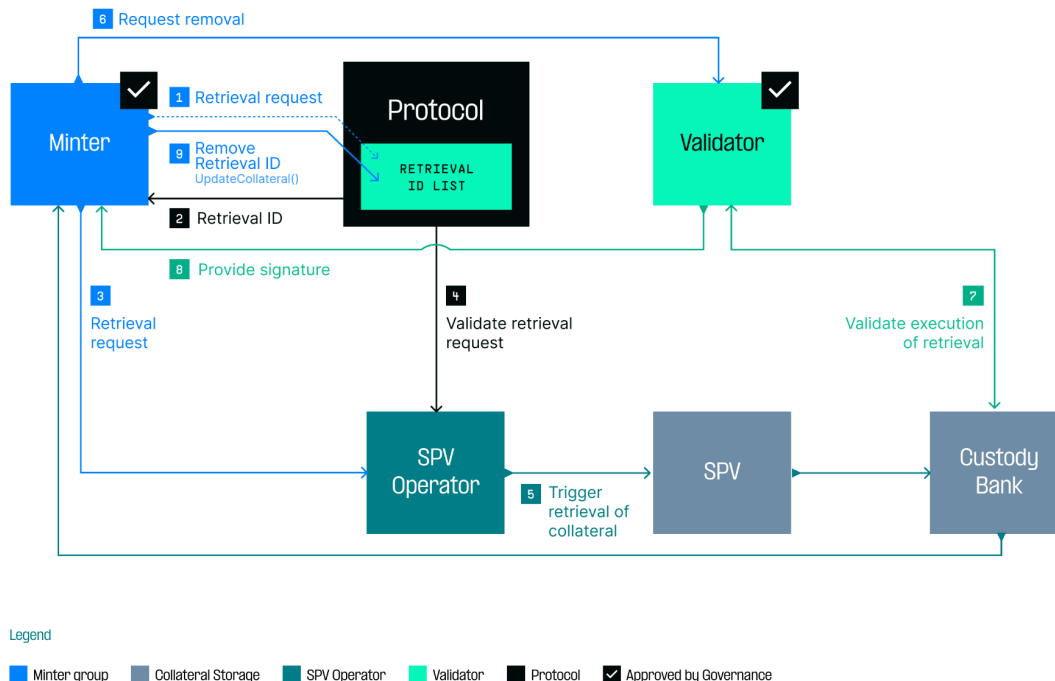 6 Request removal
Minter
1 Retrieval request
9 Remove
Retrieval ID
UpdateCollateral()
2 Retrieval ID
Protocol
RETRIEVAL
ID LIST
Validator
8 Provide signature
3
Retrieval
request
4
Validate retrieval
request
7
Validate execution
of retrieval
SPV
Operator
5 Trigger
retrieval of
collateral
SPV
Custody
Bank
Legend
Minter group
Collateral Storage
SPV Operator
Validator
Protocol
Approved by Governance